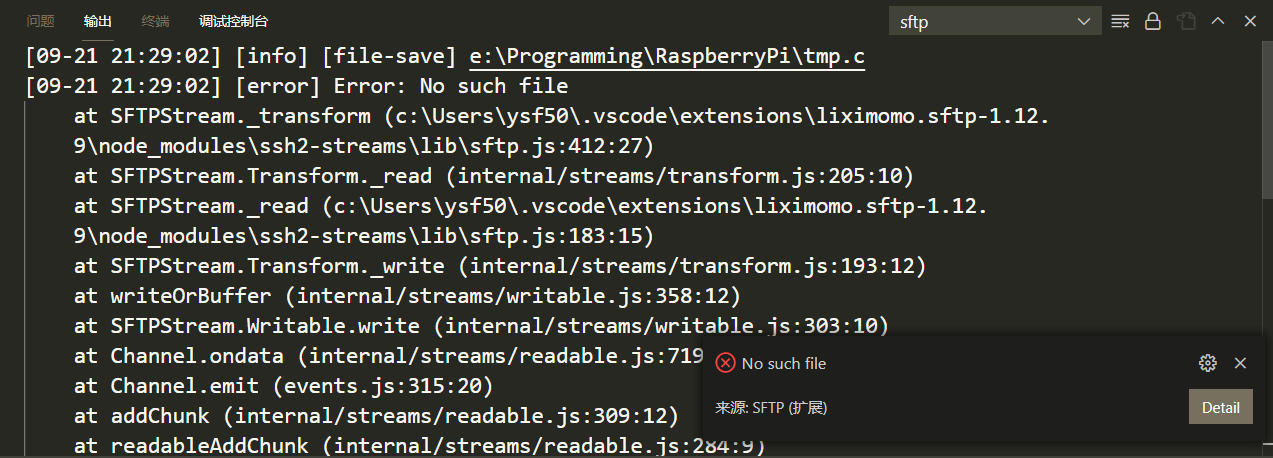 问题 输出 终端 调试控制台 sftp
[09-21 21:29:02] [info] [file-save] e:\Programming\RaspberryPi\tmp.c
[09-21 21:29:02] [error] Error: No such file
at SFTPStream._transform (c:\Users\ysf50\.vscode\extensions\liximomo.sftp-1.12.
9\node_modules\ssh2-streams\lib\sftp.js:412:27)
at SFTPStream.Transform._read (internal/streams/transform.js:205:10)
at SFTPStream._read (c:\Users\ysf50\.vscode\extensions\liximomo.sftp-1.12.
9\node_modules\ssh2-streams\lib\sftp.js:183:15)
at SFTPStream.Transform._write (internal/streams/transform.js:193:12)
at writeOrBuffer (internal/streams/writable.js:358:12)
at SFTPStream.Writable.write (internal/streams/writable.js:303:10)
at Channel.ondata (internal/streams/readable.js:719
at Channel.emit (events.js:315:20)
at addChunk (internal/streams/readable.js:309:12)
at readableAddChunk (internal/streams/readable.js:284:9)
No such file
来源: SFTP (扩展)
Detail